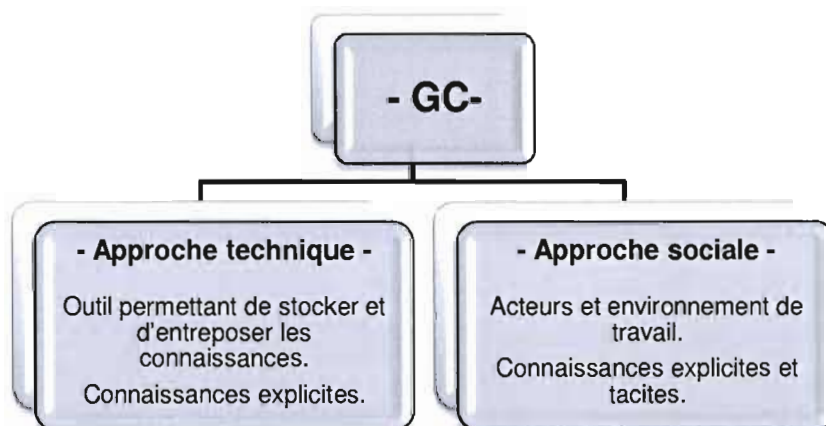 - GC-
- Approche technique -
Outil permettant de stocker et
d'entreposer les
connaissances.
Connaissances explicites.
- Approche sociale -
Acteurs et environnement de
travail.
Connaissances explicites et
tacites.